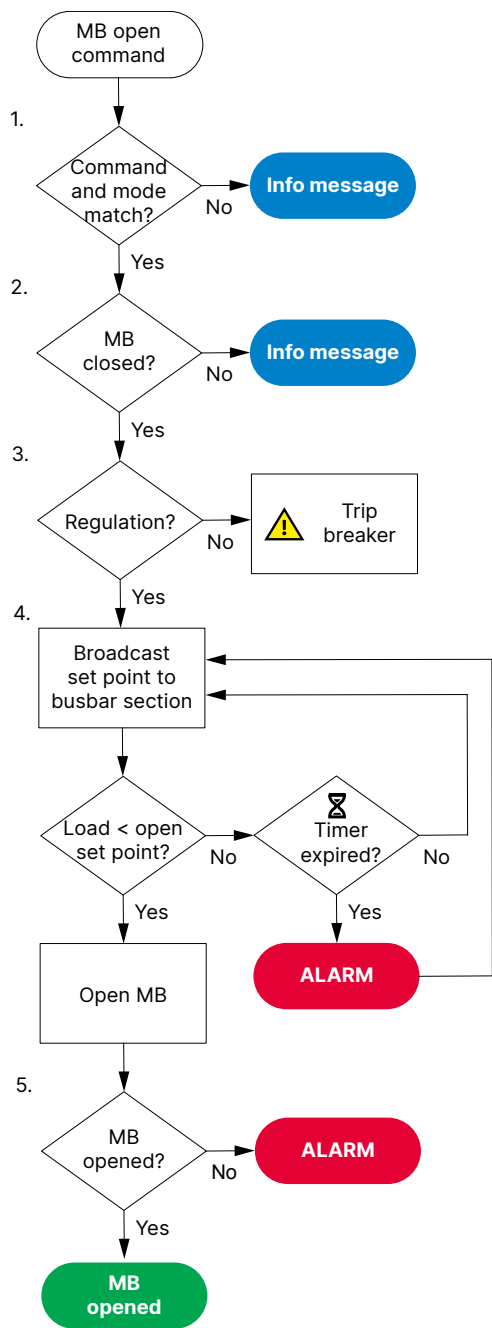 MB open
command
1.
Command
and mode
match?
No
Info message
Yes
2.
MB
closed?
No
Info message
Yes
3.
Regulation?
No
Trip
breaker
Yes
4.
Broadcast
set point to
busbar section
Load < open
set point?
No
Timer
expired?
No
Yes
Yes
Open MB
ALARM
5.
MB
opened?
No
ALARM
Yes
MB
opened